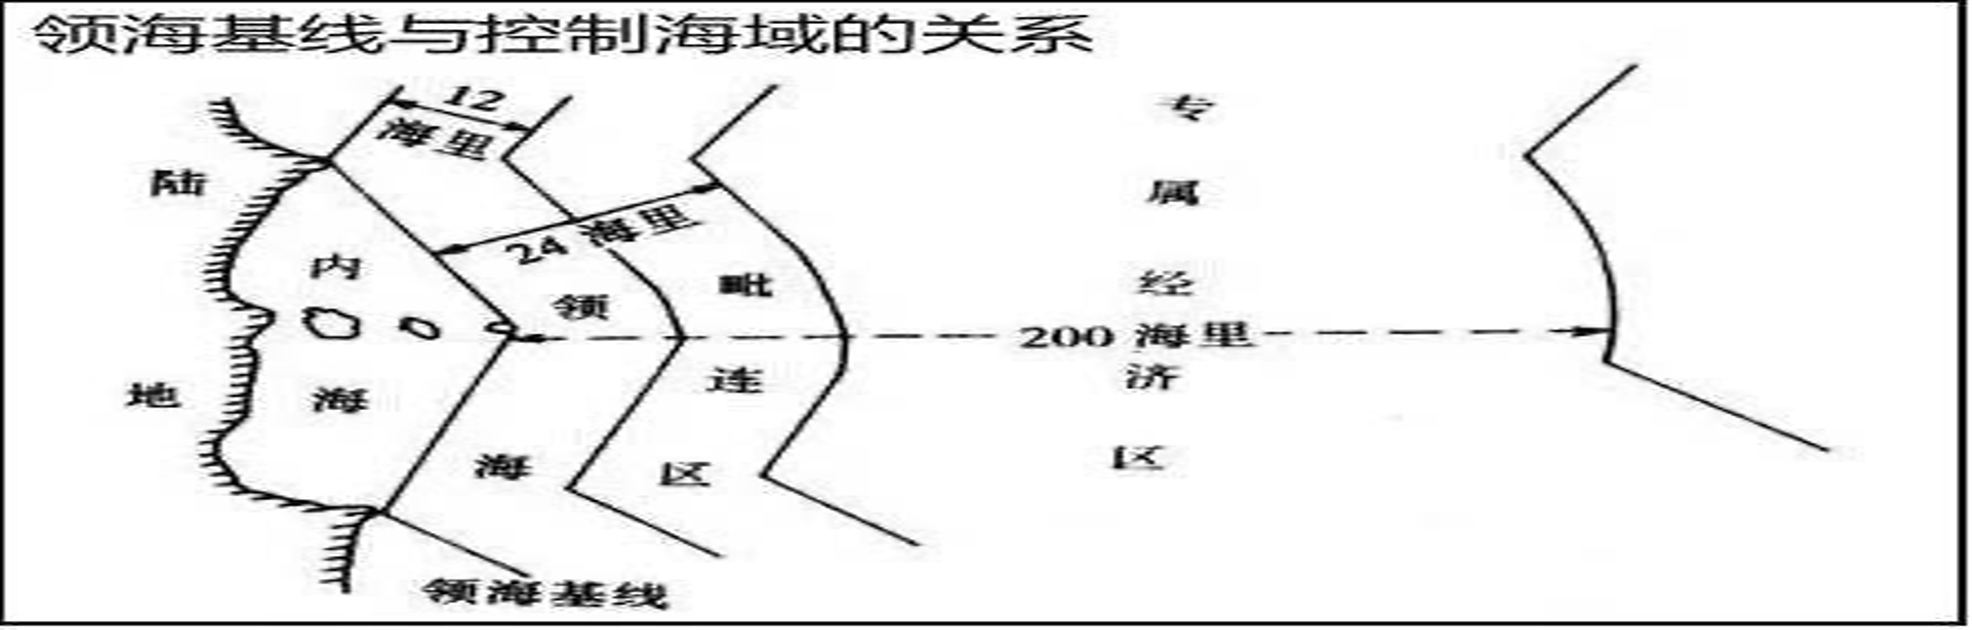 领海基线与控制海域的关系
12
海里
24 海里
陆地
内海
领海
毗连区
专属经济区
200 海里
领海基线